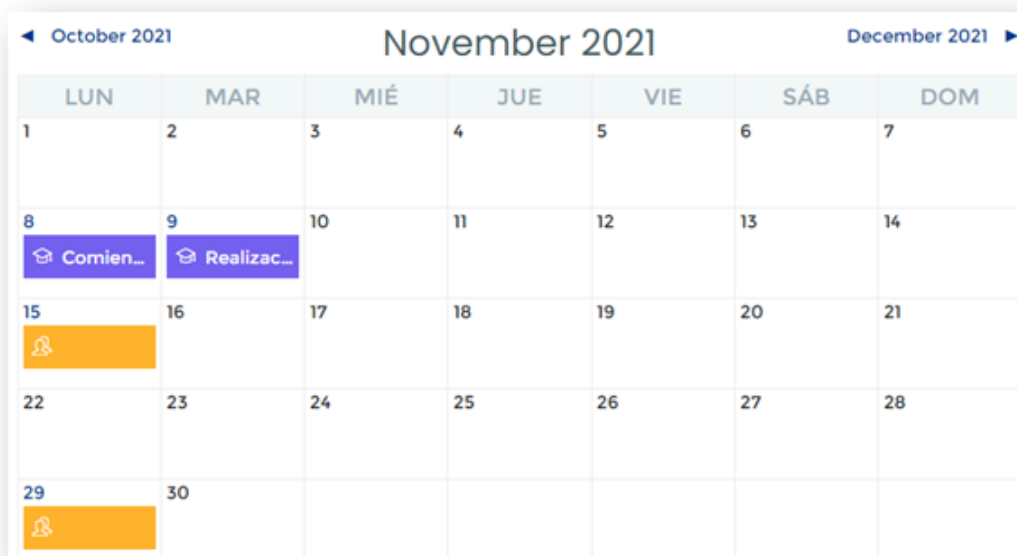 ◄ October 2021 November 2021 December 2021 ►
LUN MAR MIÉ JUE VIE SÁB DOM
1 2 3 4 5 6 7
8 9 10 11 12 13 14
Comien... Realizac...
15 16 17 18 19 20 21
22 23 24 25 26 27 28
29 30